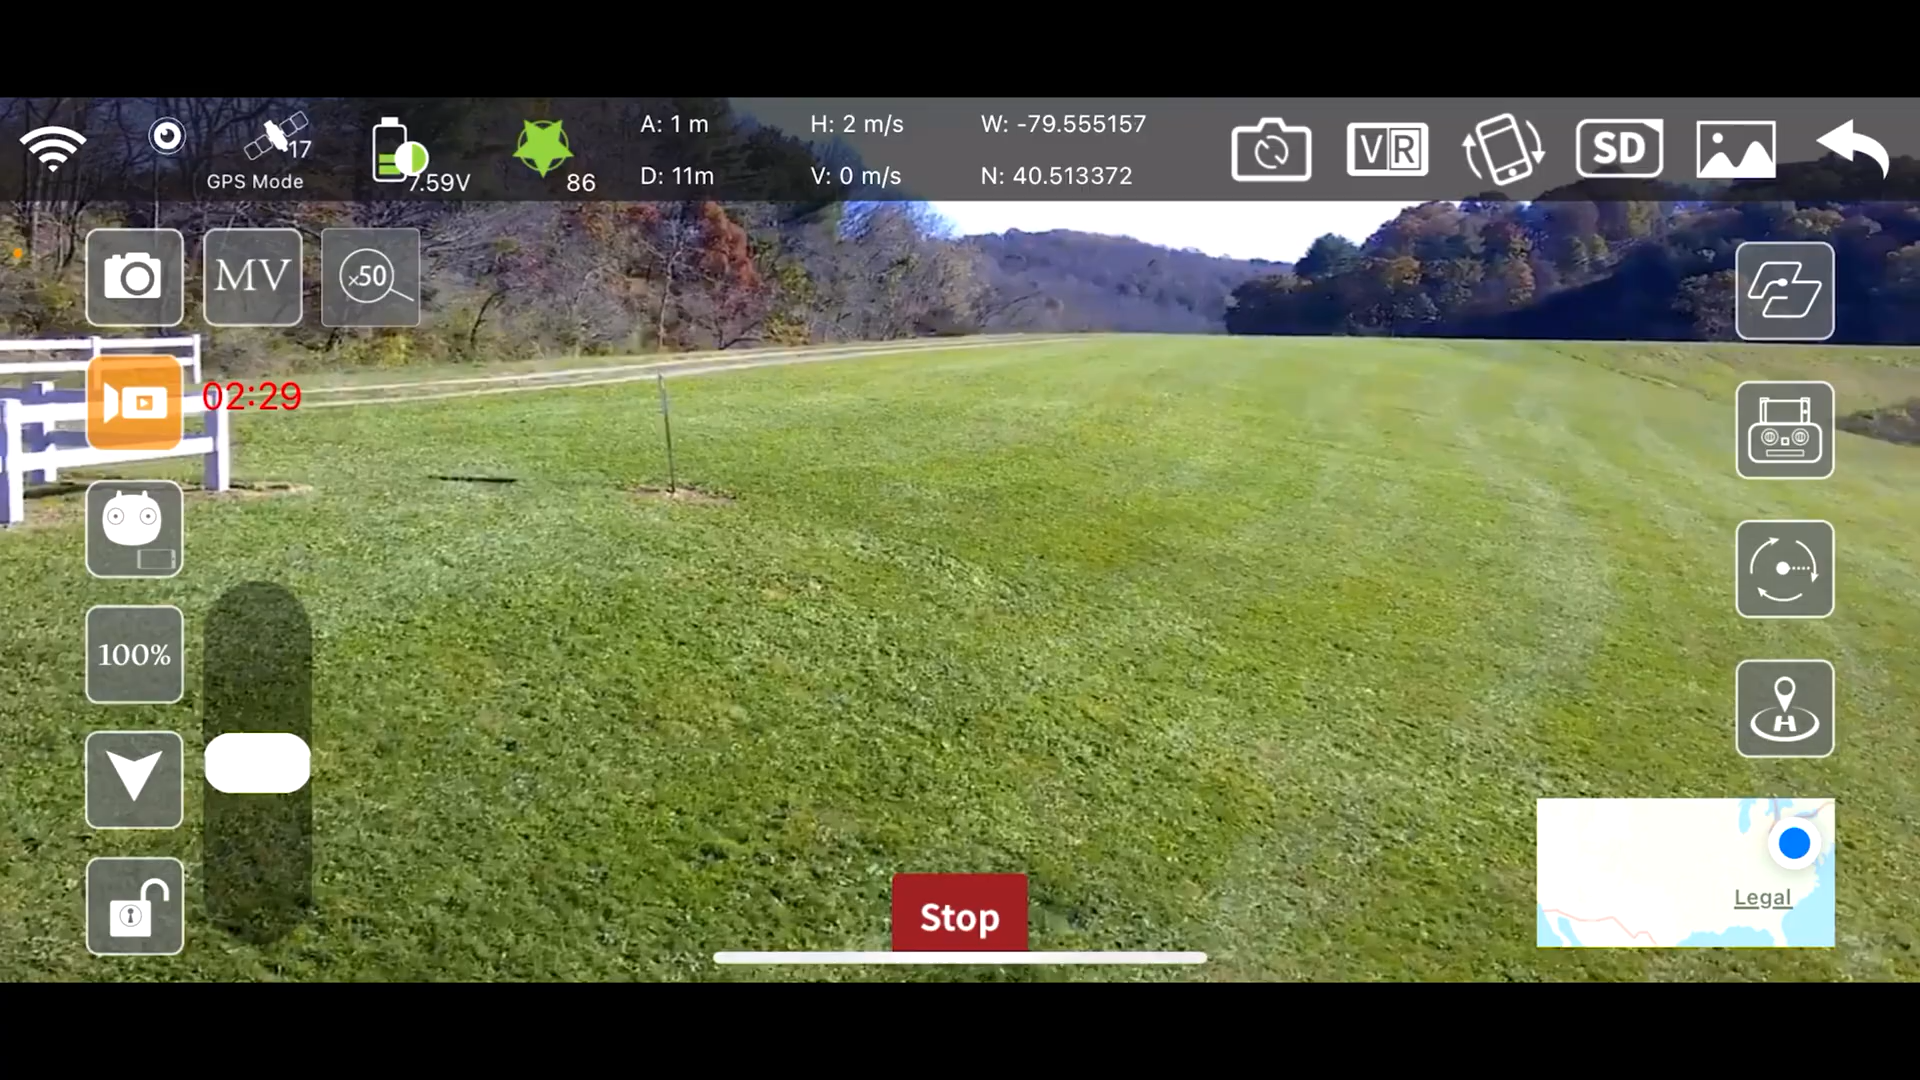 17
GPS Mode
7.59V
86
A: 1 m
H: 2 m/s
W: -79.555157
D: 11m
V: 0 m/s
N: 40.513372
VR
SD
MV
x50
02:29
100%
H
Legal
Stop